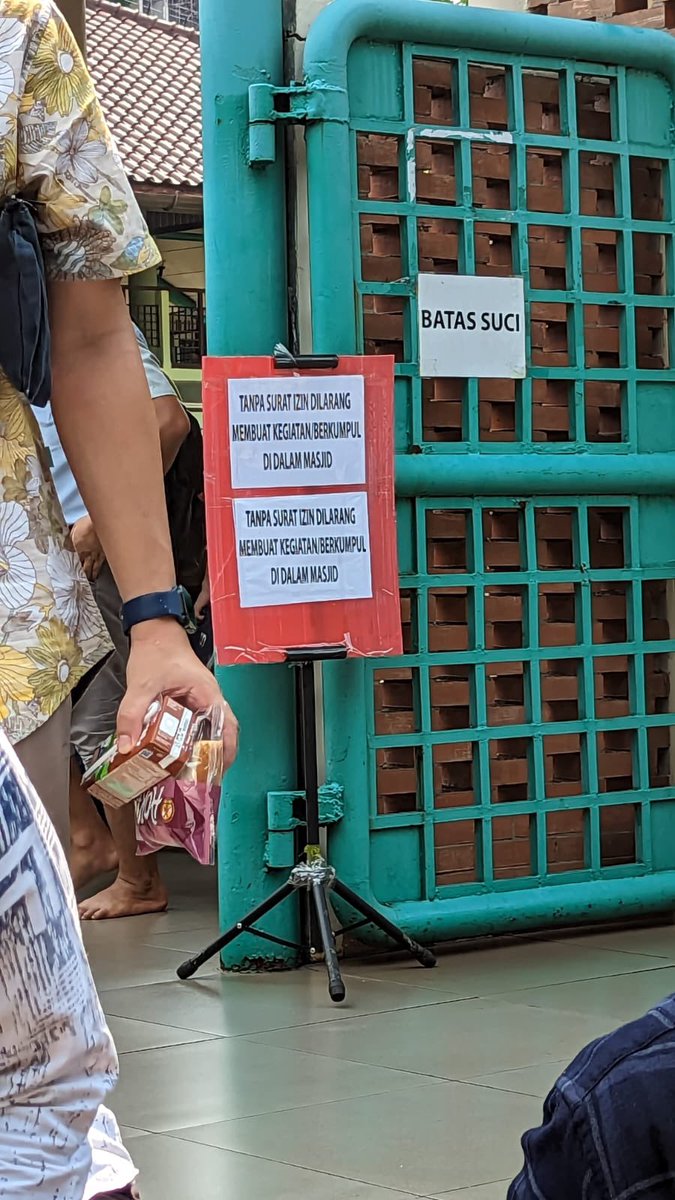 BATAS SUCI
TANPA SURAT IZIN DILARANG
MEMBUAT KEGIATAN/BERKUMPUL
DI DALAM MASJID
TANPA SURAT IZIN DILARANG
MEMBUAT KEGIATAN/BERKUMPUL
DI DALAM MASJID